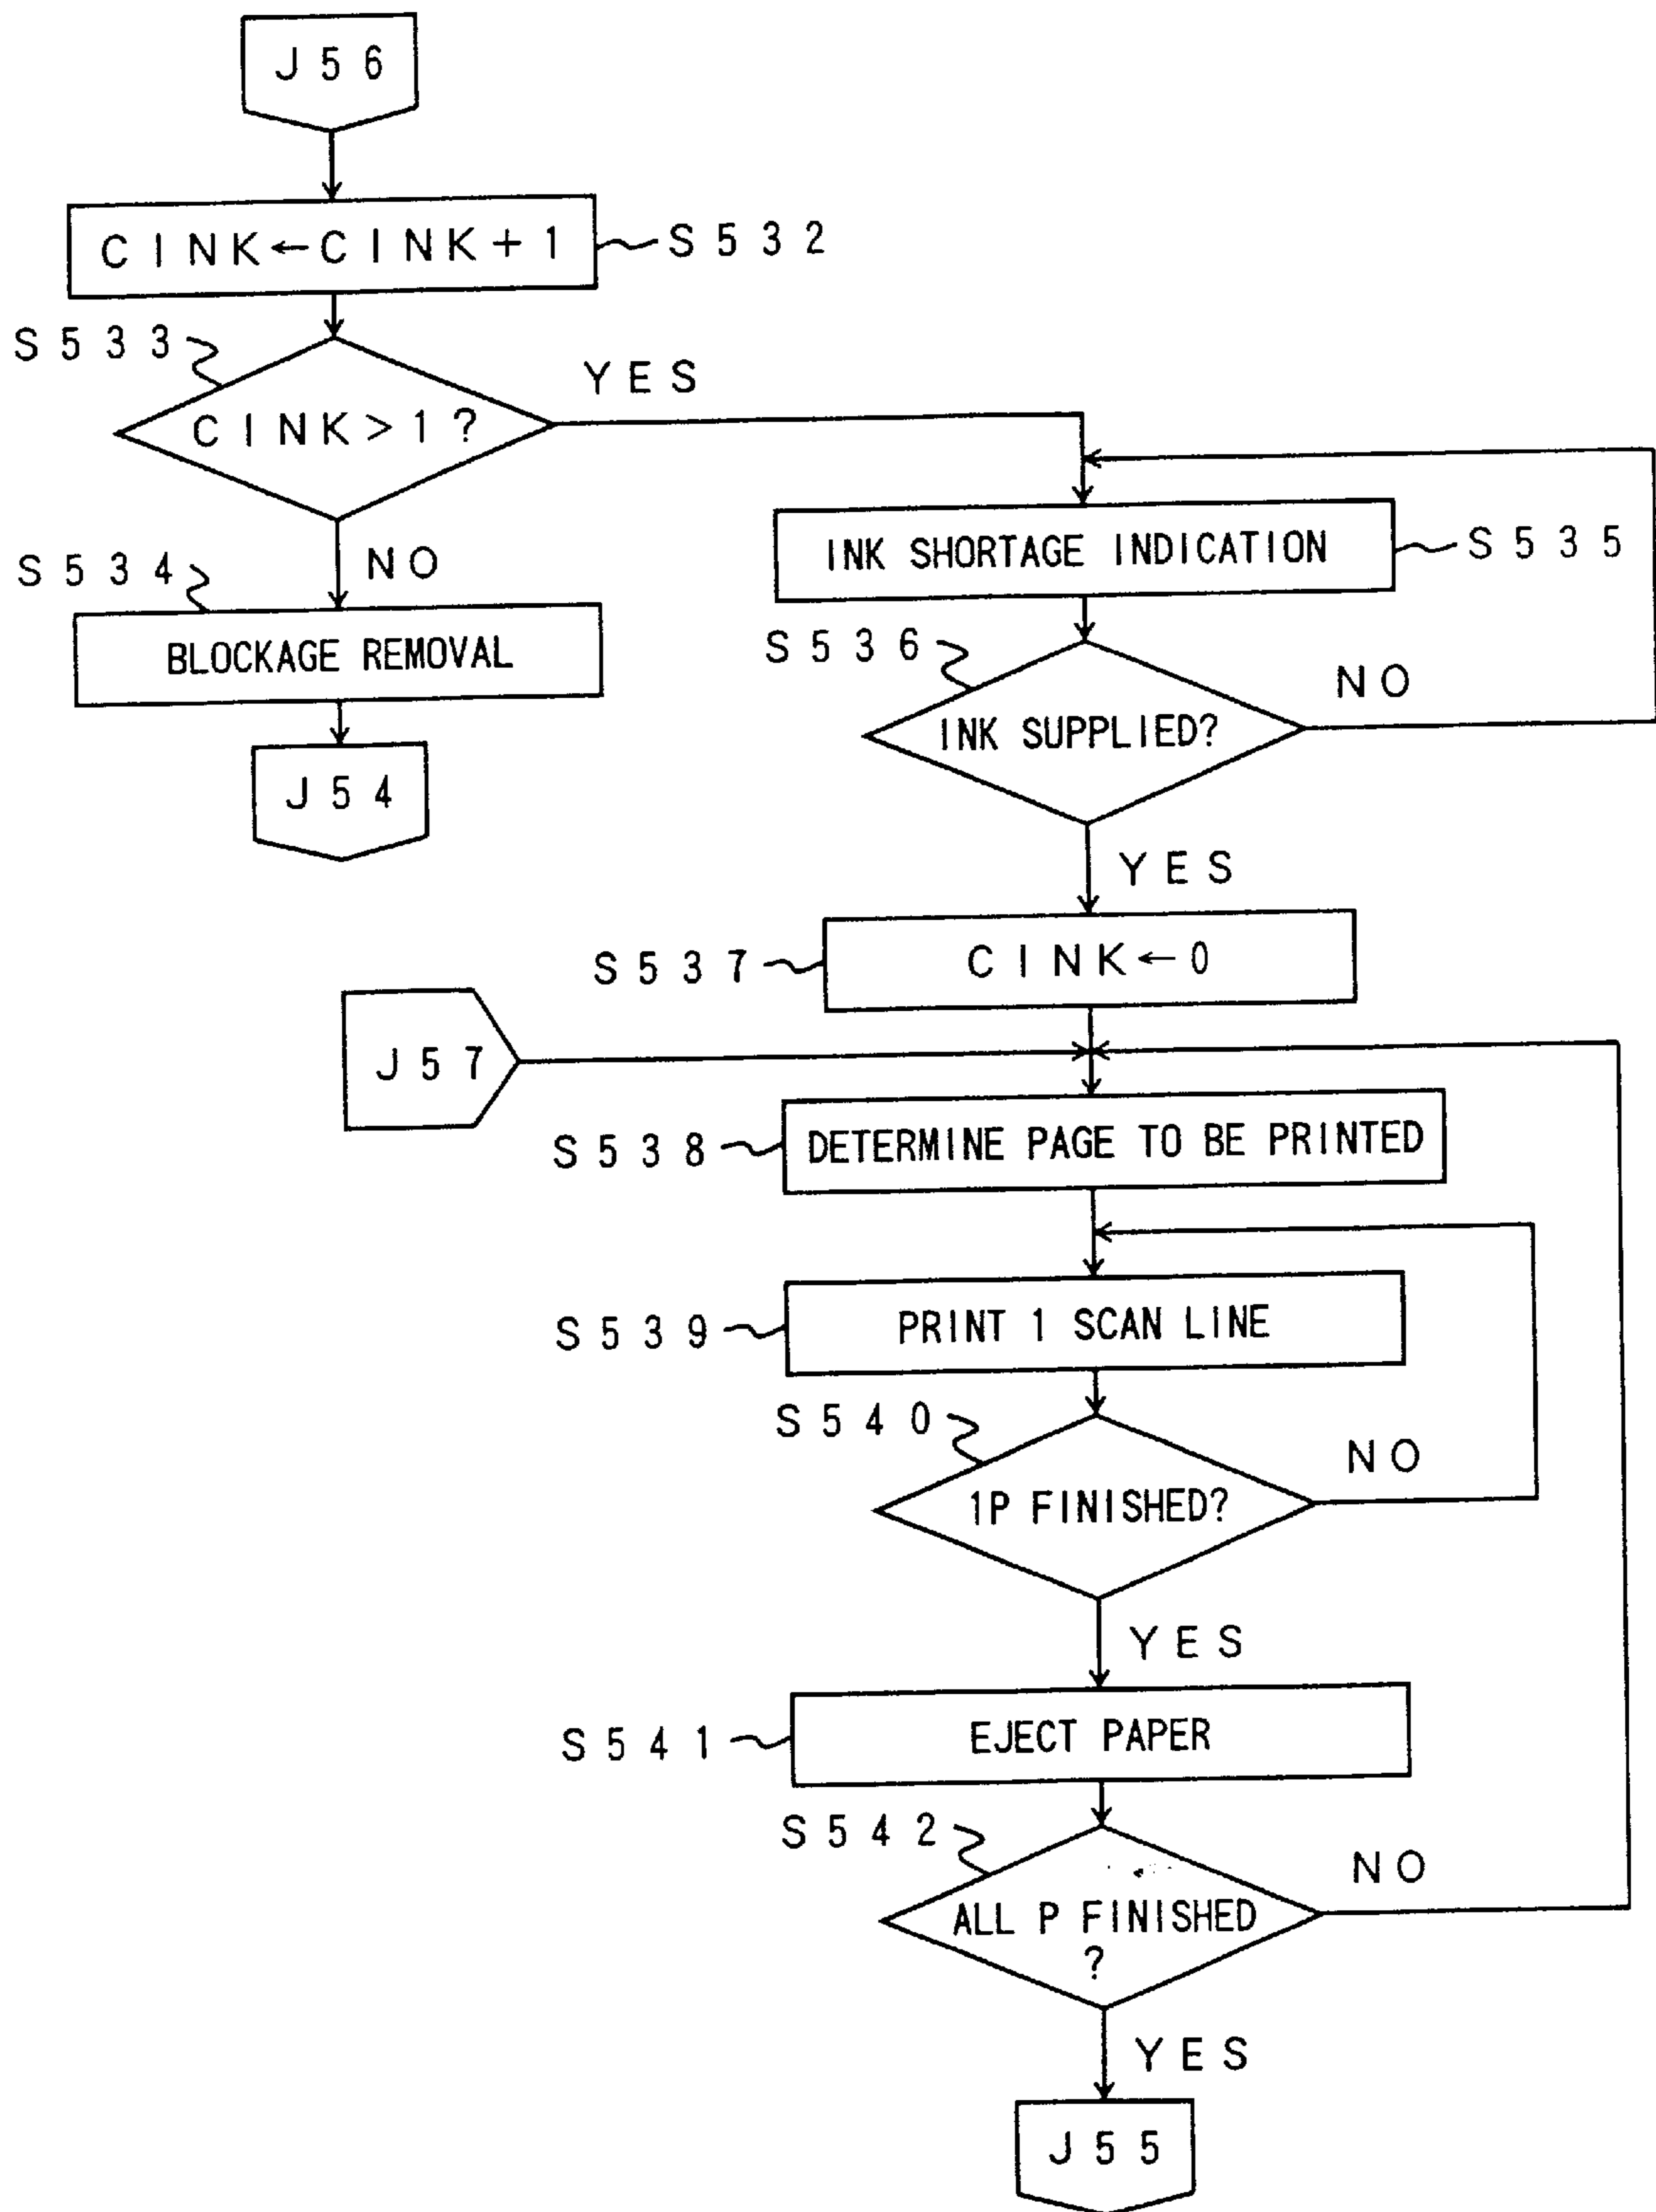 J56
CINK←CINK+1
S532
S533
CINK>1?
YES
NO
S534
BLOCKAGE REMOVAL
J54
INK SHORTAGE INDICATION
S535
S536
INK SUPPLIED?
NO
YES
S537
CINK←0
J57
S538
DETERMINE PAGE TO BE PRINTED
S539
PRINT 1 SCAN LINE
S540
1P FINISHED?
NO
YES
S541
EJECT PAPER
S542
ALL P FINISHED
?
NO
YES
J55